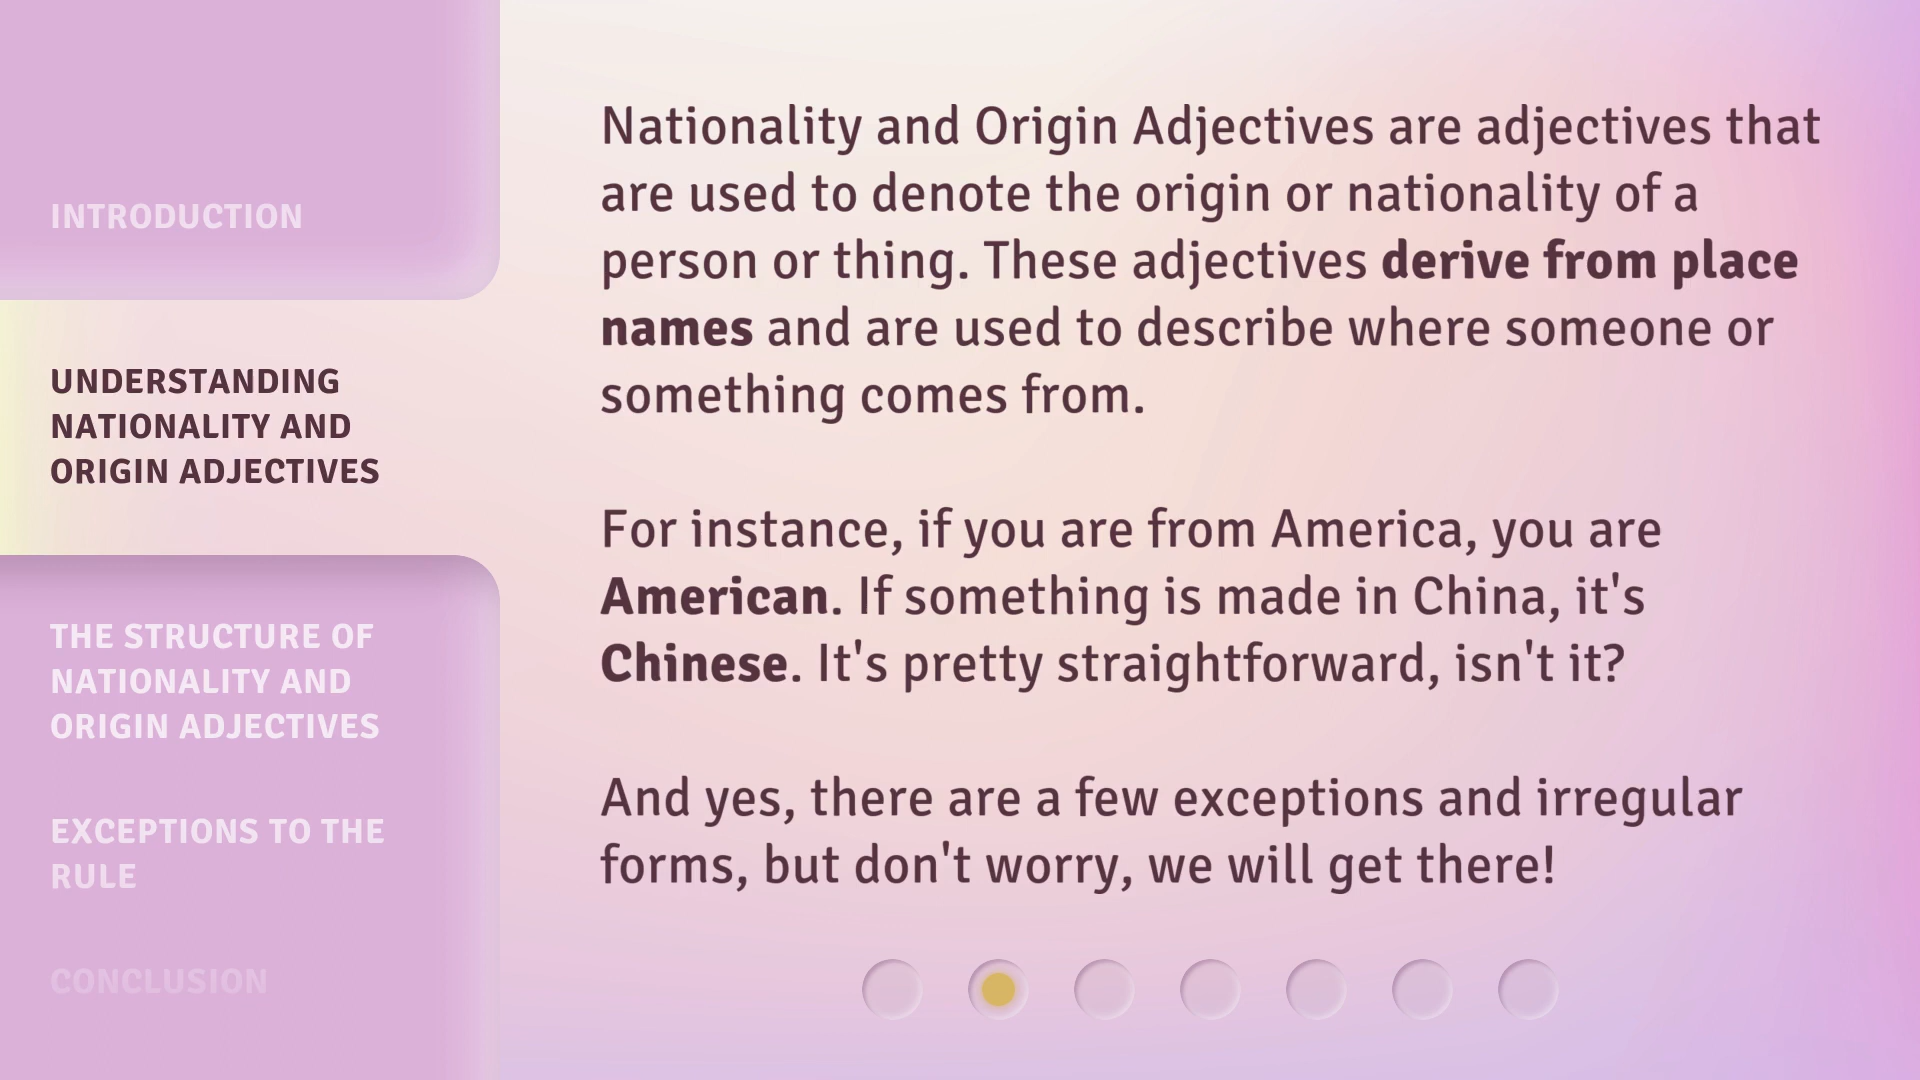 INTRODUCTION
UNDERSTANDING
NATIONALITY AND
ORIGIN ADJECTIVES
THE STRUCTURE OF
NATIONALITY AND
ORIGIN ADJECTIVES
EXCEPTIONS TO THE
RULE
CONCLUSION
Nationality and Origin Adjectives are adjectives that
are used to denote the origin or nationality of a
person or thing. These adjectives derive from place
names and are used to describe where someone or
something comes from.
For instance, if you are from America, you are
American. If something is made in China, it's
Chinese. It's pretty straightforward, isn't it?
And yes, there are a few exceptions and irregular
forms, but don't worry, we will get there!